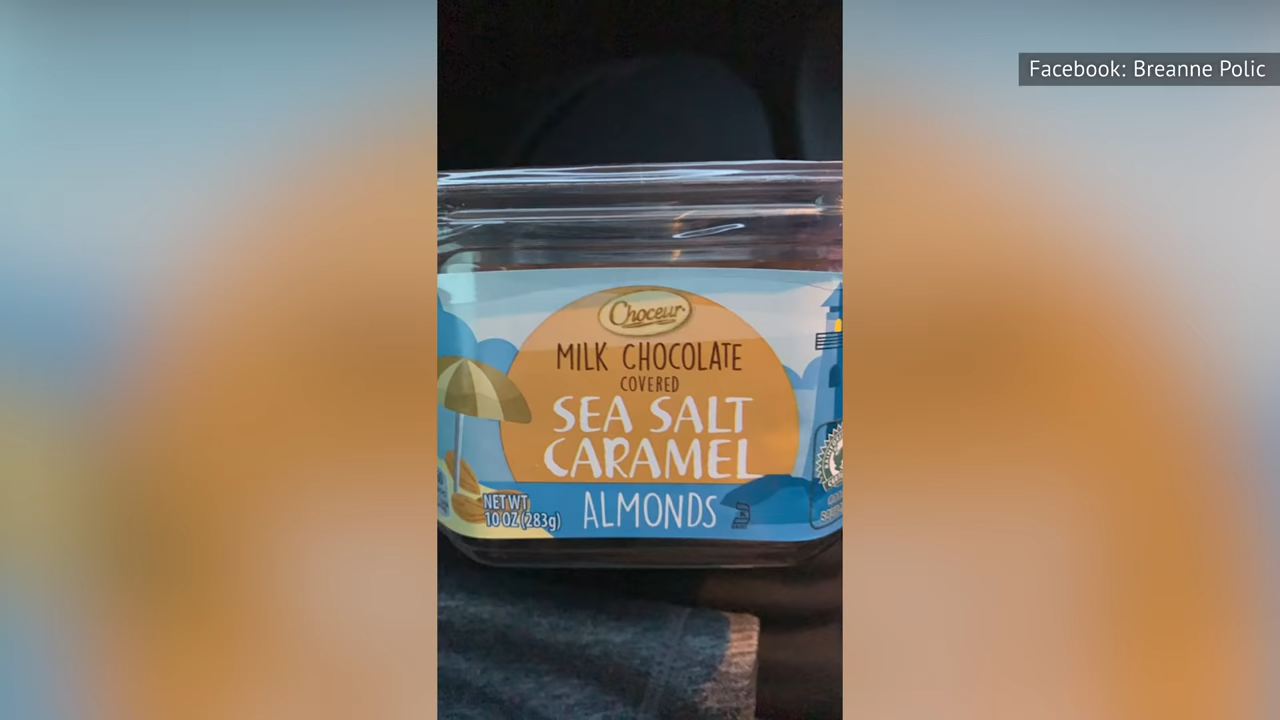 Facebook: Breanne Polic
Choceur
MILK CHOCOLATE
COVERED
SEA SALT
CARAMEL
ALMONDS
NET WT
10 OZ (283g)